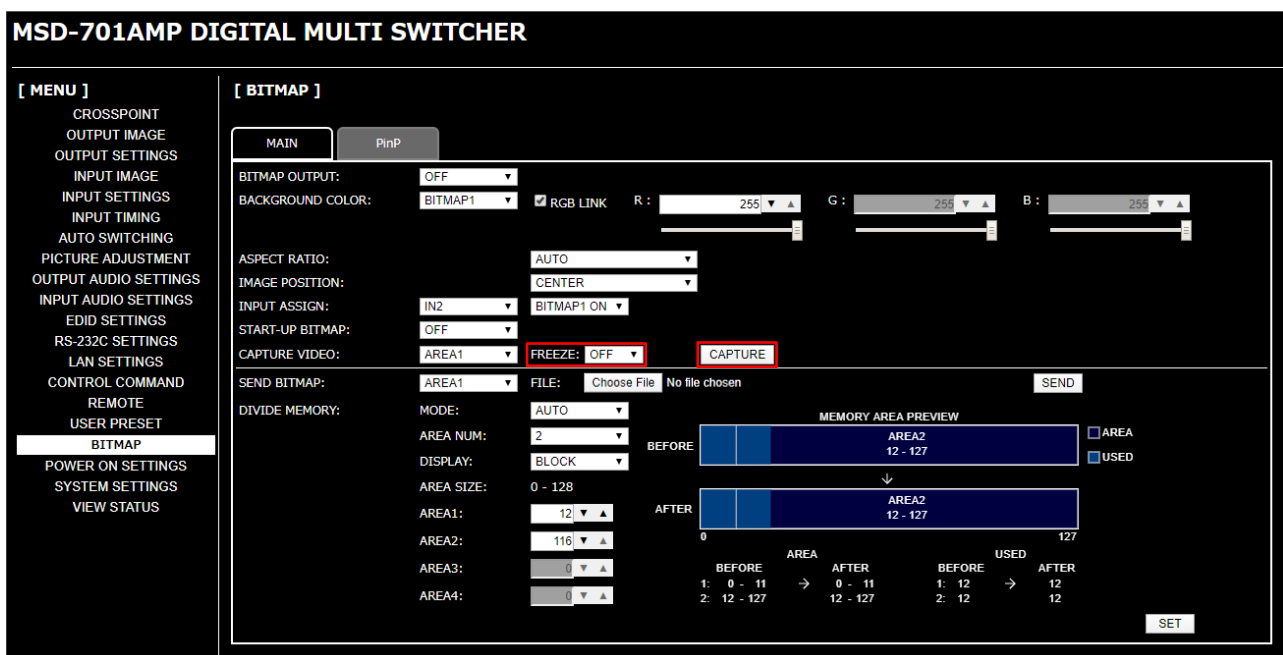 MSD-701AMP DIGITAL MULTI SWITCHER
[ MENU ]
CROSSPOINT
OUTPUT IMAGE
OUTPUT SETTINGS
INPUT IMAGE
INPUT SETTINGS
INPUT TIMING
AUTO SWITCHING
PICTURE ADJUSTMENT
OUTPUT AUDIO SETTINGS
INPUT AUDIO SETTINGS
EDID SETTINGS
RS-232C SETTINGS
LAN SETTINGS
CONTROL COMMAND
REMOTE
USER PRESET
BITMAP
POWER ON SETTINGS
SYSTEM SETTINGS
VIEW STATUS
[ BITMAP ]
MAIN PinP
BITMAP OUTPUT: OFF
BACKGROUND COLOR: BITMAP1 RGB LINK R : 255 G : 255 B : 255
ASPECT RATIO: AUTO
IMAGE POSITION: CENTER
INPUT ASSIGN: IN2 BITMAP1 ON
START-UP BITMAP: OFF
CAPTURE VIDEO: AREA1 FREEZE: OFF CAPTURE
SEND BITMAP: AREA1 FILE: Choose File No file chosen SEND
DIVIDE MEMORY: MODE: AUTO
AREA NUM: 2
DISPLAY: BLOCK
AREA SIZE: 0 - 128
AREA1: 12
AREA2: 116
AREA3: 0
AREA4: 0
MEMORY AREA PREVIEW
BEFORE AREA2
12 - 127
AREA
USED
↓
AFTER AREA2
12 - 127
0 127
AREA USED
BEFORE AFTER BEFORE AFTER
1: 0 - 11 → 0 - 11 1: 12 → 12
2: 12 - 127 12 - 127 2: 12 12
SET